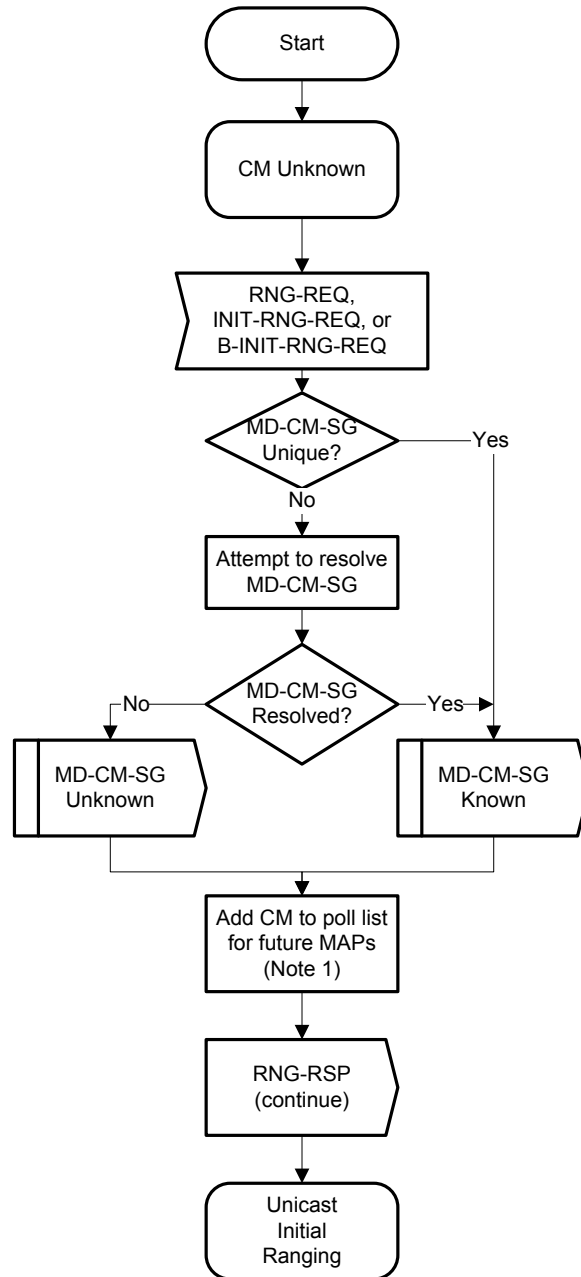 Start
CM Unknown
RNG-REQ,
INIT-RNG-REQ, or
B-INIT-RNG-REQ
MD-CM-SG
Unique?
Yes
No
Attempt to resolve
MD-CM-SG
MD-CM-SG
Resolved?
No
Yes
MD-CM-SG
Unknown
MD-CM-SG
Known
Add CM to poll list
for future MAPs
(Note 1)
RNG-RSP
(continue)
Unicast
Initial
Ranging